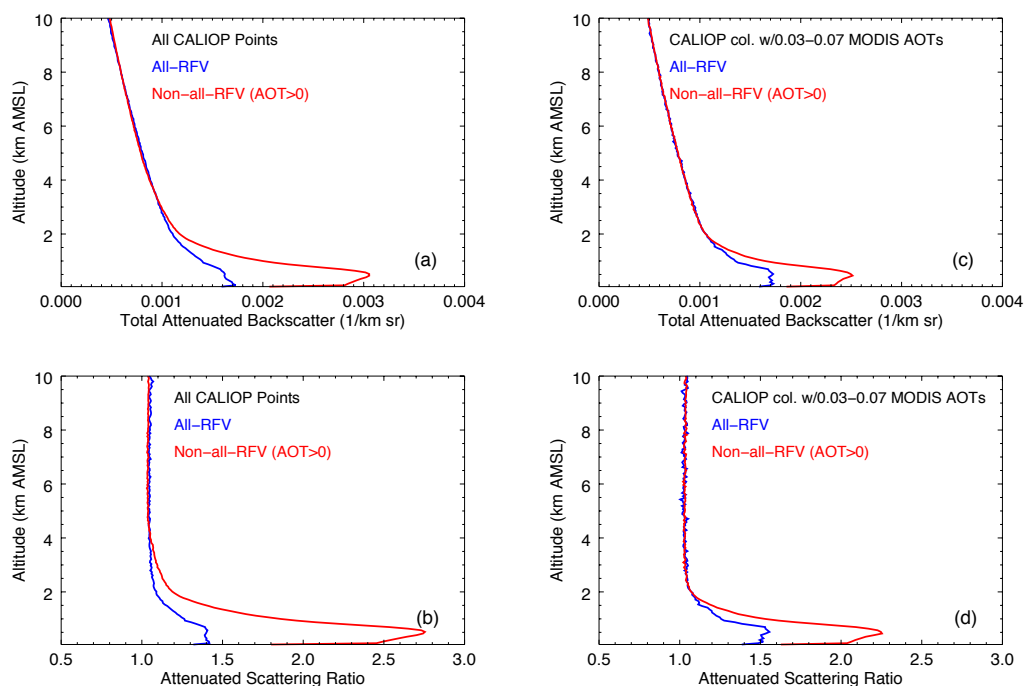 10
8
6
4
2
All CALIOP Points
All−RFV
Non−all−RFV (AOT>0)
(a)
Altitude (km AMSL)
0.000 0.001 0.002 0.003 0.004
Total Attenuated Backscatter (1/km sr)
10
8
6
4
2
CALIOP col. w/0.03−0.07 MODIS AOTs
All−RFV
Non−all−RFV (AOT>0)
(c)
Altitude (km AMSL)
0.000 0.001 0.002 0.003 0.004
Total Attenuated Backscatter (1/km sr)
10
8
6
4
2
All CALIOP Points
All−RFV
Non−all−RFV (AOT>0)
(b)
Altitude (km AMSL)
0.5 1.0 1.5 2.0 2.5 3.0
Attenuated Scattering Ratio
10
8
6
4
2
CALIOP col. w/0.03−0.07 MODIS AOTs
All−RFV
Non−all−RFV (AOT>0)
(d)
Altitude (km AMSL)
0.5 1.0 1.5 2.0 2.5 3.0
Attenuated Scattering Ratio